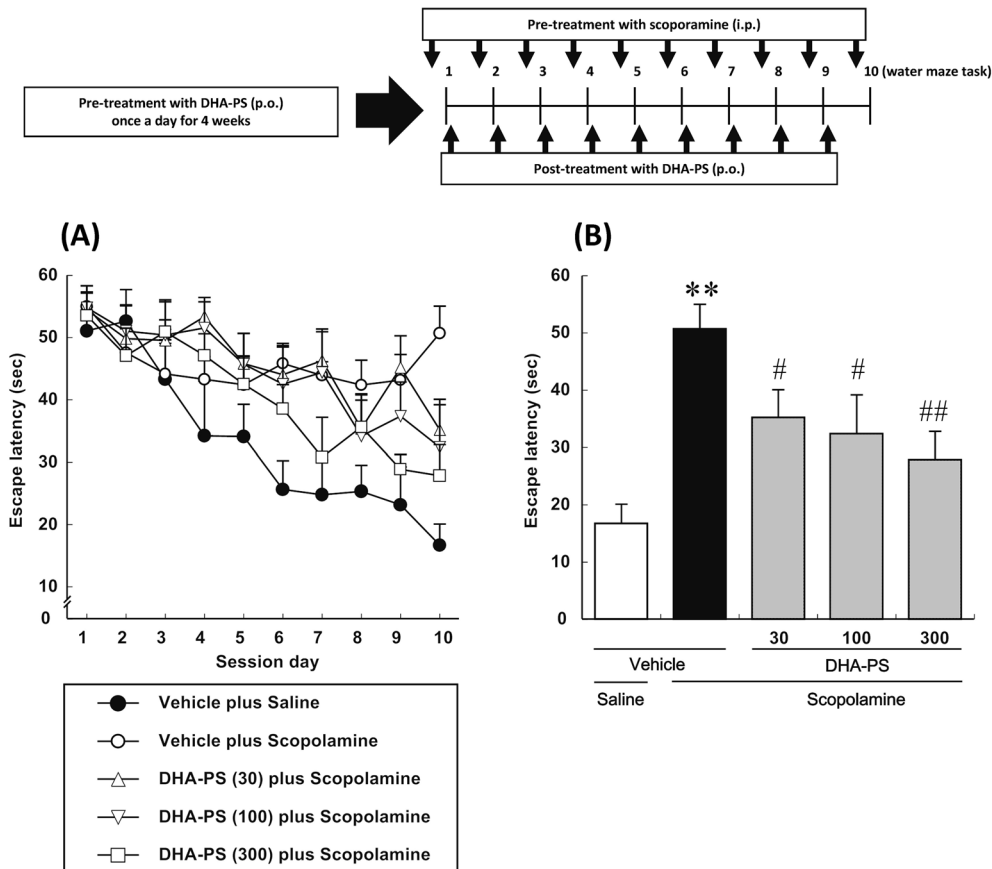 Pre-treatment with scoporamine (i.p.)
1 2 3 4 5 6 7 8 9 10 (water maze task)
Pre-treatment with DHA-PS (p.o.)
once a day for 4 weeks
Post-treatment with DHA-PS (p.o.)
(A)
Escape latency (sec)
60
50
40
30
20
10
0
1 2 3 4 5 6 7 8 9 10
Session day
Vehicle plus Saline
Vehicle plus Scopolamine
DHA-PS (30) plus Scopolamine
DHA-PS (100) plus Scopolamine
DHA-PS (300) plus Scopolamine
(B)
Escape latency (sec)
60
50
40
30
20
10
0
**
#
#
##
30 100 300
Vehicle DHA-PS
Saline Scopolamine